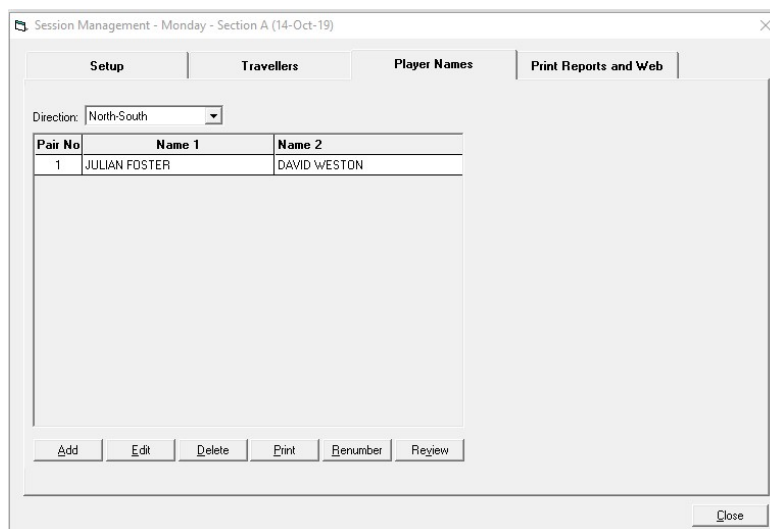 Session Management - Monday - Section A (14-Oct-19)
Setup Travellers Player Names Print Reports and Web
Direction: North-South
Pair No Name 1 Name 2
1 JULIAN FOSTER DAVID WESTON
Add Edit Delete Print Renumber Review
Close